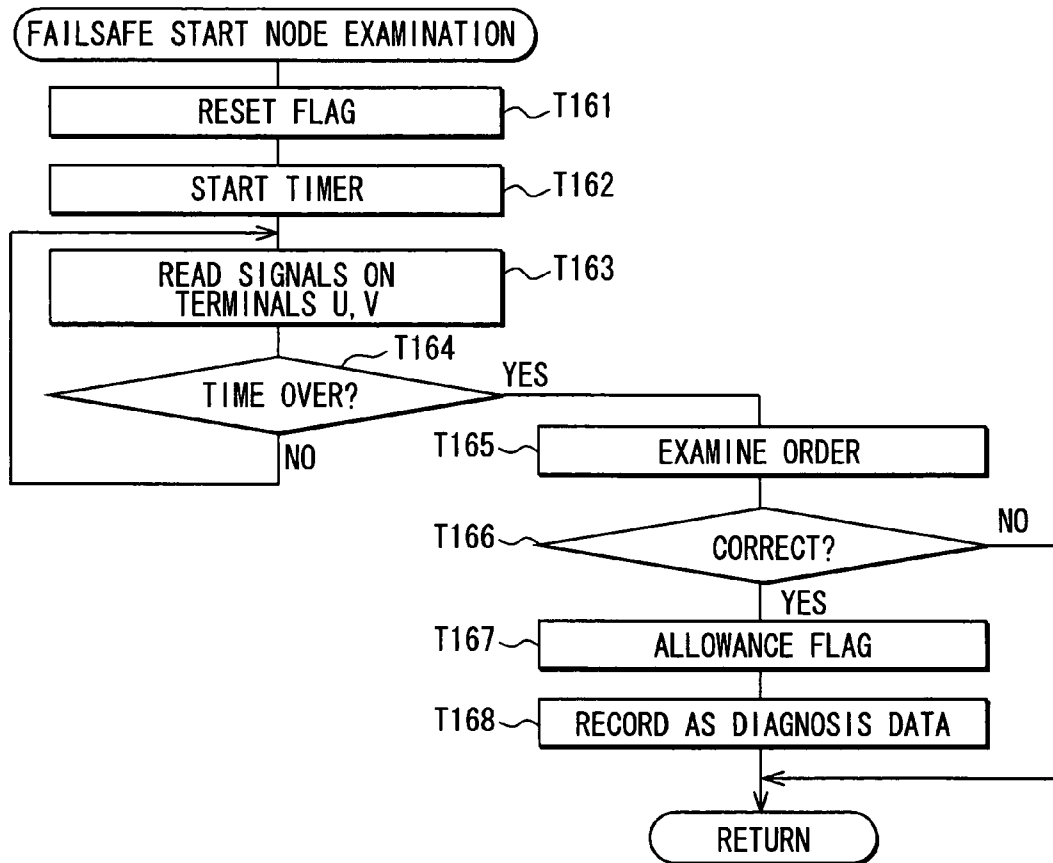 FAILSAFE START NODE EXAMINATION
RESET FLAG
T161
START TIMER
T162
READ SIGNALS ON
TERMINALS U, V
T163
T164
TIME OVER?
YES
NO
T165
EXAMINE ORDER
T166
CORRECT?
NO
YES
T167
ALLOWANCE FLAG
T168
RECORD AS DIAGNOSIS DATA
RETURN